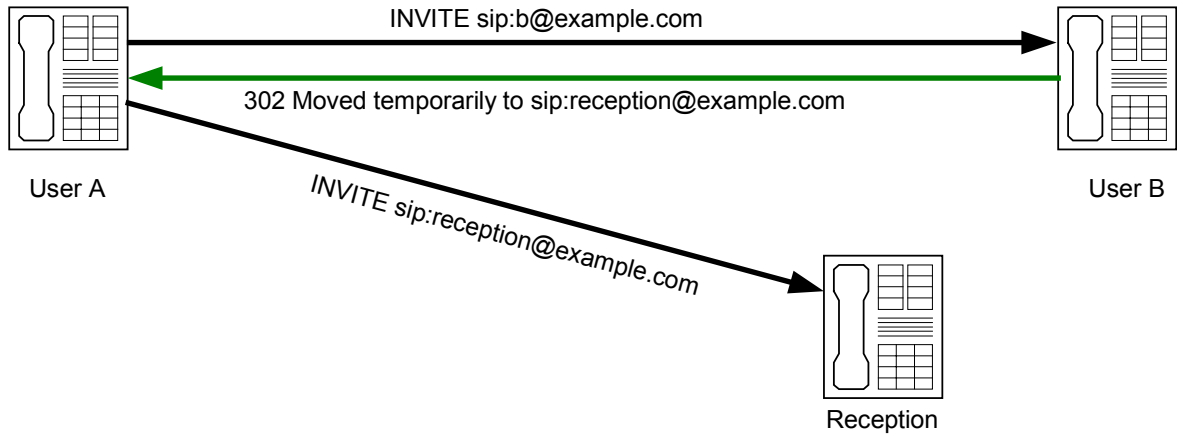 INVITE sip:b@example.com
302 Moved temporarily to sip:reception@example.com
User A
User B
INVITE sip:reception@example.com
Reception